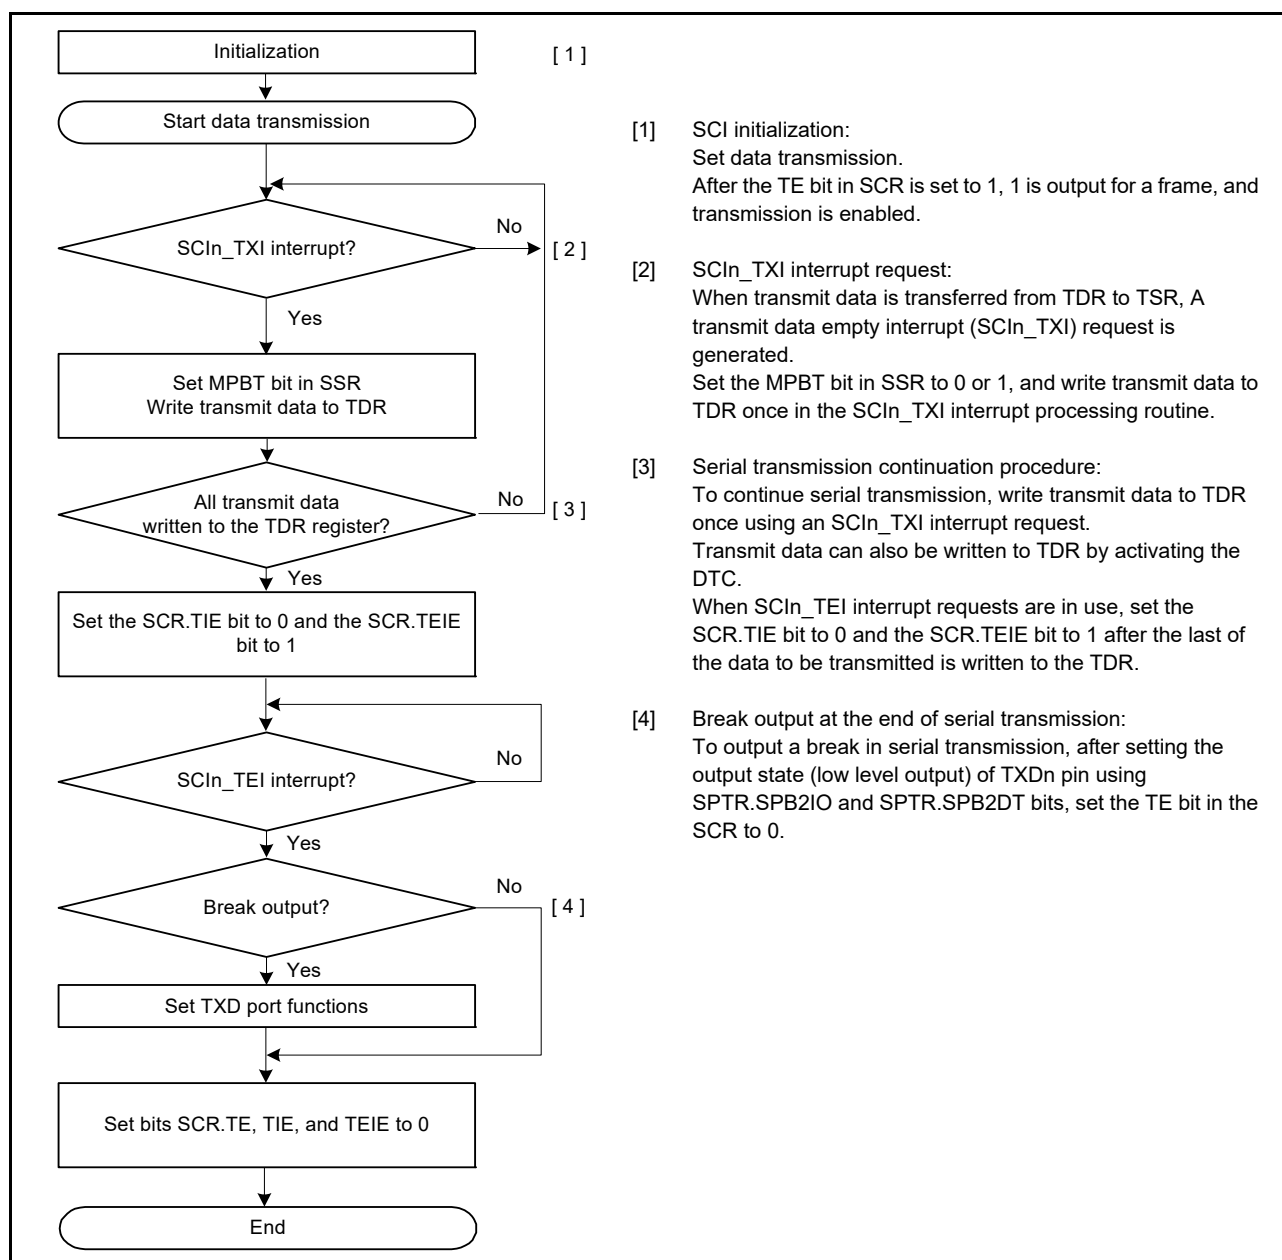 Initialization
[ 1 ]
Start data transmission
SCIn_TXI interrupt?
No
[ 2 ]
Yes
Set MPBT bit in SSR
Write transmit data to TDR
All transmit data
written to the TDR register?
No
[ 3 ]
Yes
Set the SCR.TIE bit to 0 and the SCR.TEIE
bit to 1
SCIn_TEI interrupt?
No
Yes
Break output?
No
[ 4 ]
Yes
Set TXD port functions
Set bits SCR.TE, TIE, and TEIE to 0
End
[1] SCI initialization:
Set data transmission.
After the TE bit in SCR is set to 1, 1 is output for a frame, and
transmission is enabled.
[2] SCIn_TXI interrupt request:
When transmit data is transferred from TDR to TSR, A
transmit data empty interrupt (SCIn_TXI) request is
generated.
Set the MPBT bit in SSR to 0 or 1, and write transmit data to
TDR once in the SCIn_TXI interrupt processing routine.
[3] Serial transmission continuation procedure:
To continue serial transmission, write transmit data to TDR
once using an SCIn_TXI interrupt request.
Transmit data can also be written to TDR by activating the
DTC.
When SCIn_TEI interrupt requests are in use, set the
SCR.TIE bit to 0 and the SCR.TEIE bit to 1 after the last of
the data to be transmitted is written to the TDR.
[4] Break output at the end of serial transmission:
To output a break in serial transmission, after setting the
output state (low level output) of TXDn pin using
SPTR.SPB2IO and SPTR.SPB2DT bits, set the TE bit in the
SCR to 0.